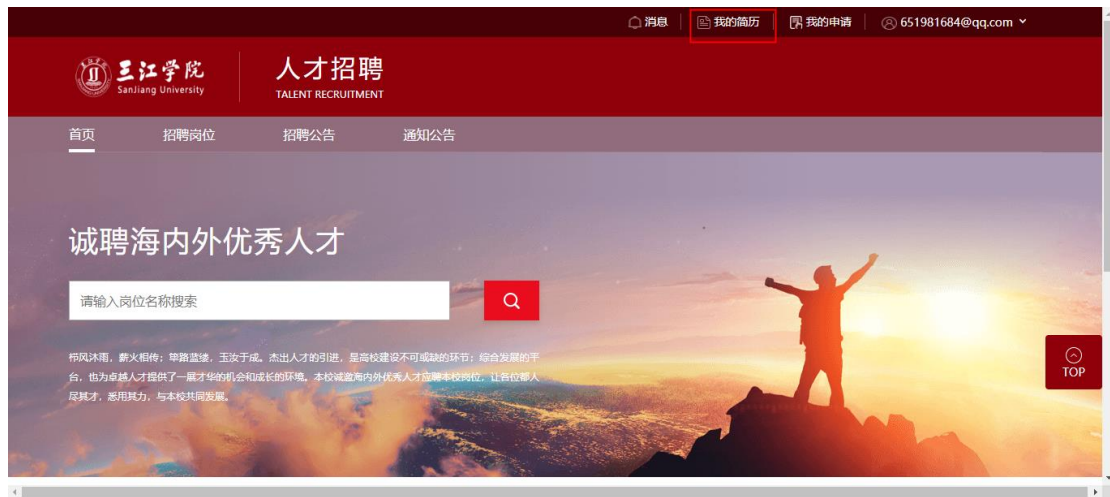 消息 我的简历 我的申请 651981684@qq.com
三江学院
SanJiang University
人才招聘
TALENT RECRUITMENT
首页 招聘岗位 招聘公告 通知公告
诚聘海内外优秀人才
请输入岗位名称搜索
栉风沐雨，薪火相传；筚路蓝缕，玉汝于成。杰出人才的引进，是高校建设不可或缺的环节；综合发展的平
台，也为卓越人才提供了一展才华的机会和成长的环境。本校诚邀海内外优秀人才应聘本校岗位，让各位都人
尽其才，悉用其力，与本校共同发展。
TOP